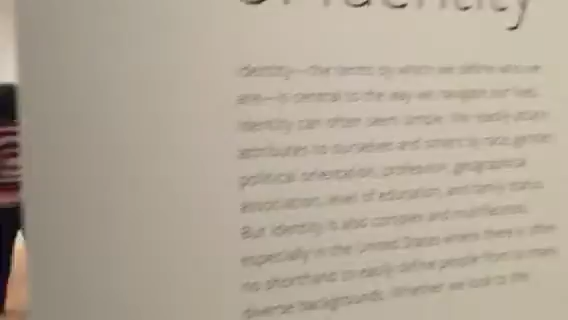 of Identity
Identity—the terms by which we define who we
are—is central to the way we navigate our lives.
Identity can often seem simple. We readily assign
attributes to ourselves and others by race, gender,
political orientation, profession, geographical
association, level of education, and family status.
But identity is also complex and multifaceted,
especially in the United States where there is often
no shorthand to easily define people from so many
diverse backgrounds. Whether we look to the